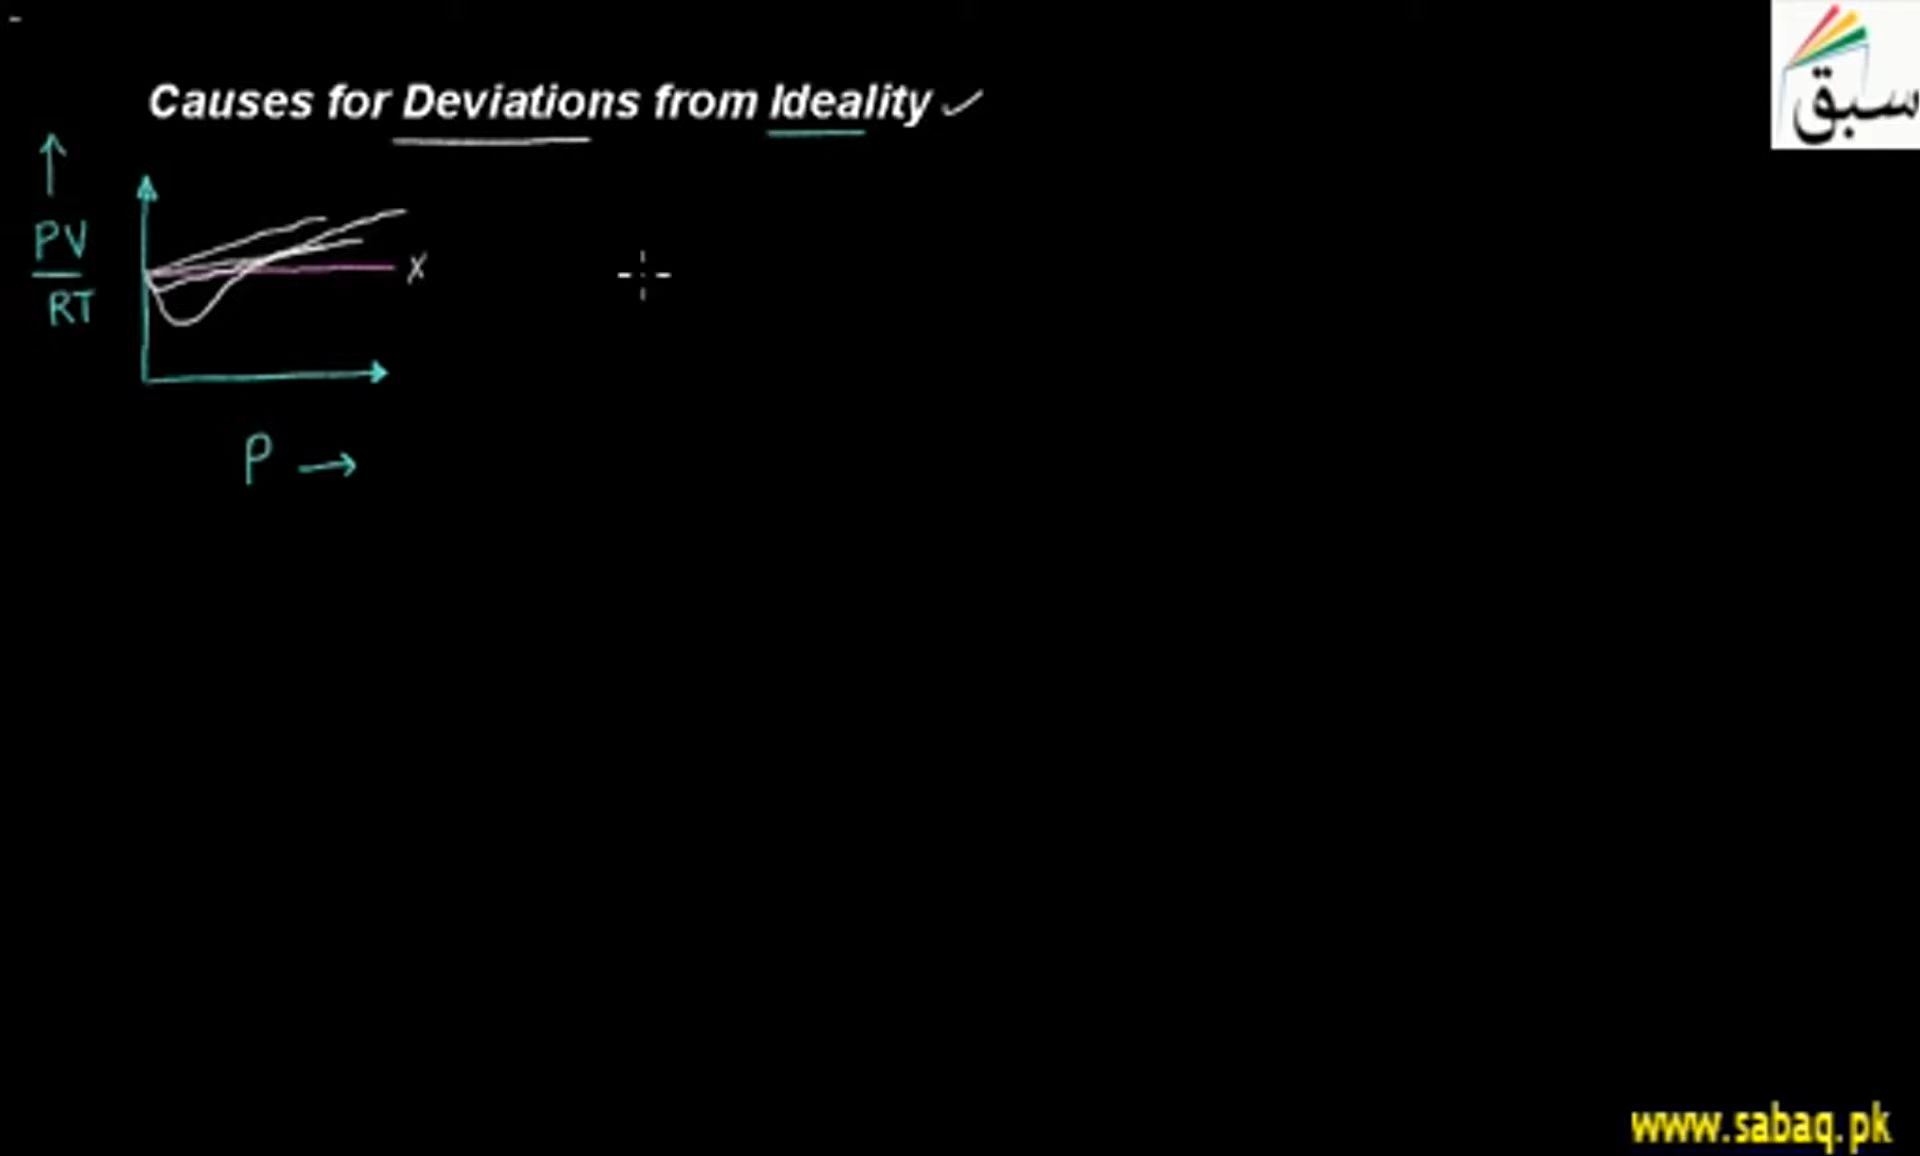 Causes for Deviations from Ideality
سبق
PV
RT
X
P
www.sabaq.pk